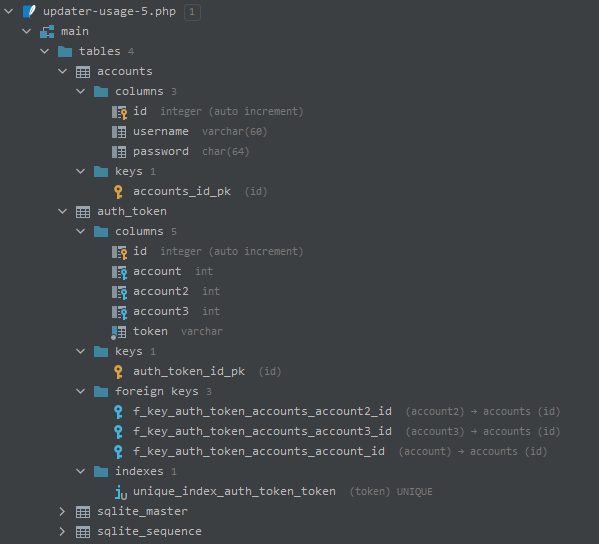 updater-usage-5.php 1
main
tables 4
accounts
columns 3
id integer (auto increment)
username varchar(60)
password char(64)
keys 1
accounts_id_pk (id)
auth_token
columns 5
id integer (auto increment)
account int
account2 int
account3 int
token varchar
keys 1
auth_token_id_pk (id)
foreign keys 3
f_key_auth_token_accounts_account2_id (account2) → accounts (id)
f_key_auth_token_accounts_account3_id (account3) → accounts (id)
f_key_auth_token_accounts_account_id (account) → accounts (id)
indexes 1
unique_index_auth_token_token (token) UNIQUE
sqlite_master
sqlite_sequence